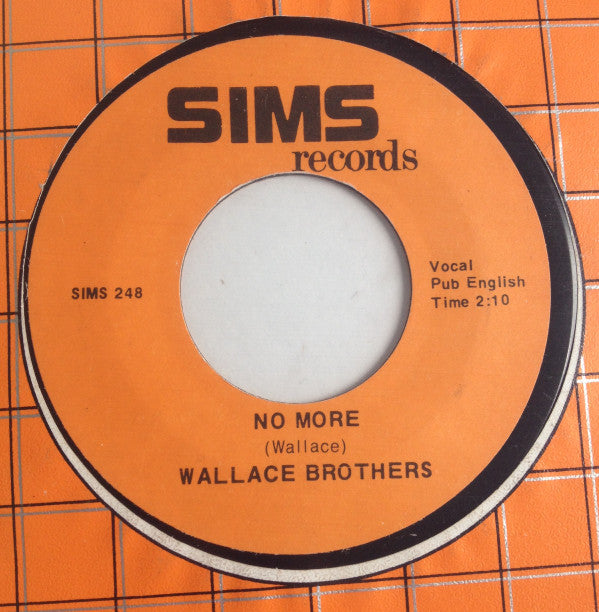 SIMS
records
SIMS 248
Vocal
Pub English
Time 2:10
NO MORE
(Wallace)
WALLACE BROTHERS